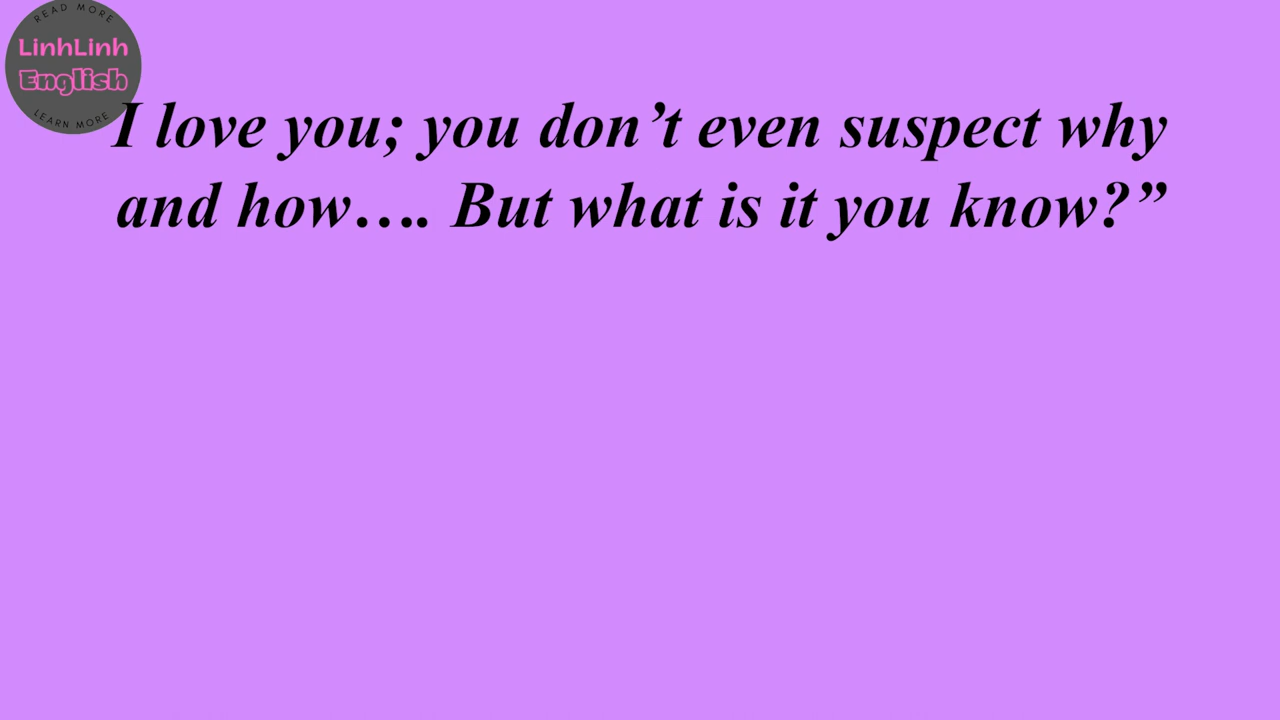 READ MORE
LinhLinh
English
LEARN MORE
I love you; you don’t even suspect why
and how…. But what is it you know?”